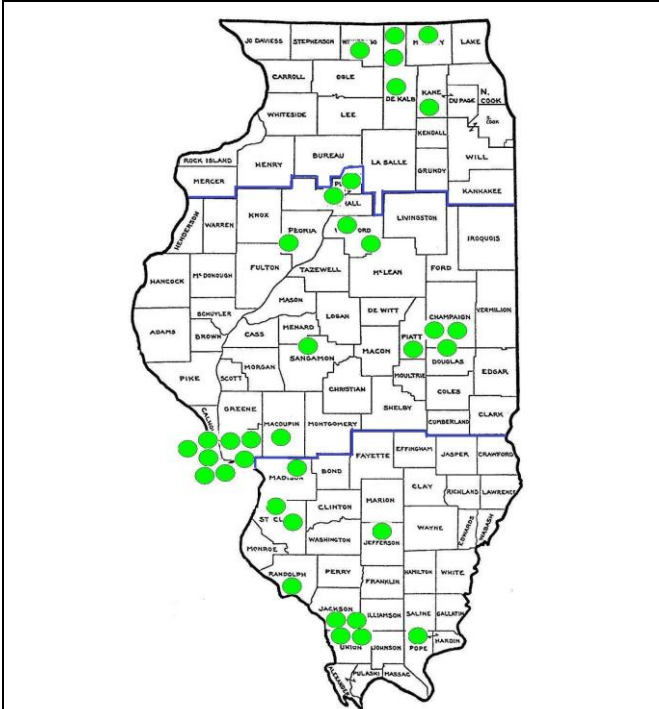 JO DAVIESS STEPHENSON LAKE
CARROLL OGLE
DE KALB KANE DU PAGE N. COOK
WHITESIDE LEE
KENDALL
ROCK ISLAND HENRY BUREAU LA SALLE GRUNDY WILL
MERCER KANKAKEE
HENDERSON WARREN KNOX PEORIA LIVINGSTON IROQUOIS
HANCOCK McDONOUGH FULTON TAZEWELL McLEAN FORD
MASON
SCHUYLER LOGAN DE WITT CHAMPAIGN VERMILION
ADAMS BROWN CASS MENARD PIATT
MACON
SANGAMON DOUGLAS
PIKE SCOTT MORGAN CHRISTIAN MOULTRIE EDGAR
COLES
GREENE SHELBY
CUMBERLAND CLARK
MACOUPIN MONTGOMERY
FAYETTE EFFINGHAM JASPER CRAWFORD
MADISON BOND
CLAY
CLINTON MARION RICHLAND LAWRENCE
WAYNE EDWARDS WABASH
WASHINGTON JEFFERSON
MONROE
RANDOLPH PERRY HAMILTON WHITE
FRANKLIN
JACKSON SALINE GALLATIN
UNION JOHNSON POPE HARDIN
ALEXANDER PULASKI MASSAC